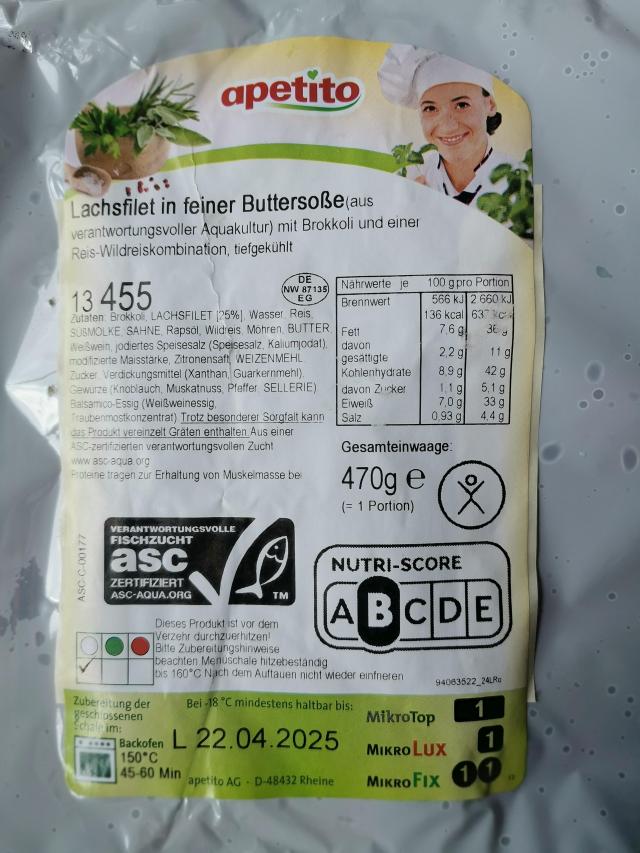 apetito
Lachsfilet in feiner Buttersoße (aus
verantwortungsvoller Aquakultur) mit Brokkoli und einer
Reis-Wildreiskombination, tiefgekühlt
13 455
DE
NW 87135
EG
Zutaten: Brokkoli, LACHSFILET [25%], Wasser, Reis,
SÜßMOLKE, SAHNE, Rapsöl, Wildreis, Möhren, BUTTER,
Weißwein, jodiertes Speisesalz (Speisesalz, Kaliumjodat),
modifizierte Maisstärke, Zitronensaft, WEIZENMEHL
Zucker, Verdickungsmittel (Xanthan, Guarkernmehl),
Gewürze (Knoblauch, Muskatnuss, Pfeffer, SELLERIE),
Balsamico-Essig (Weißweinessig,
Traubenmostkonzentrat) Trotz besonderer Sorgfalt kann
das Produkt vereinzelt Gräten enthalten. Aus einer
ASC-zertifizierten verantwortungsvollen Zucht
www.asc-aqua.org
Proteine tragen zur Erhaltung von Muskelmasse bei
Nährwerte je 100 g pro Portion
Brennwert 566 kJ 2 660 kJ
136 kcal 637 kcal
Fett 7,6 g 36 g
davon
gesättigte 2,2 g 11 g
Kohlenhydrate 8,9 g 42 g
davon Zucker 1,1 g 5,1 g
Eiweiß 7,0 g 33 g
Salz 0,93 g 4,4 g
Gesamteinwaage:
470g e
(= 1 Portion)
ASC-C-00177
VERANTWORTUNGSVOLLE
FISCHZUCHT
asc
ZERTIFIZIERT
ASC-AQUA.ORG
TM
NUTRI-SCORE
A B C D E
Dieses Produkt ist vor dem
Verzehr durchzuerhitzen!
Bitte Zubereitungshinweise
beachten Menüschale hitzebeständig
bis 160°C Nach dem Auftauen nicht wieder einfrieren
94063522_24LRu
Zubereitung der
geschlossenen
Schale im:
Backofen
150°C
45-60 Min
Bei -18 °C mindestens haltbar bis:
L 22.04.2025
apetito AG - D-48432 Rheine
MIKROTOP 1
MIKROLUX 1
MIKROFIX 1 1